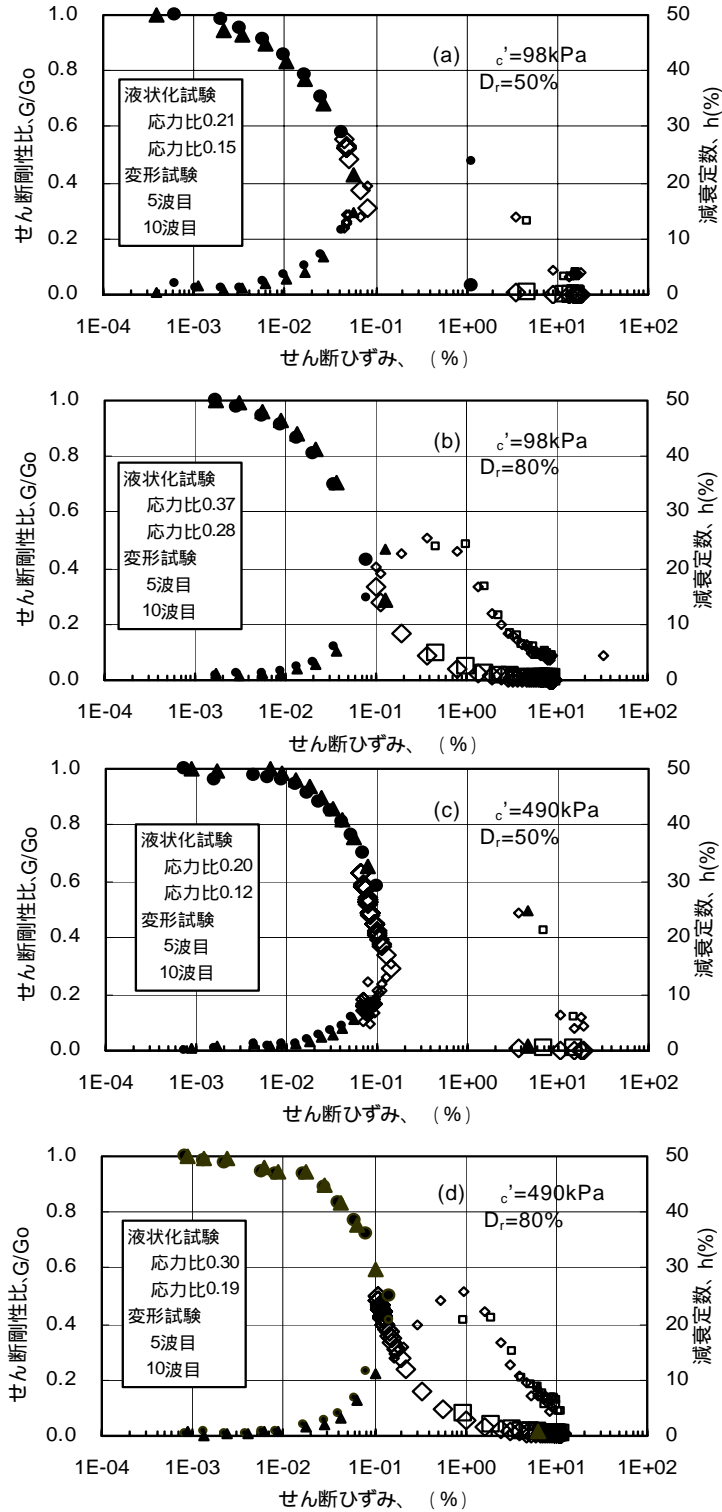 (a) c'=98kPa
Dr=50%
液状化試験
応力比0.21
応力比0.15
変形試験
5波目
10波目
せん断剛性比、G/Go
1.0
0.8
0.6
0.4
0.2
0.0
減衰定数、h(%)
50
40
30
20
10
0
1E-04 1E-03 1E-02 1E-01 1E+00 1E+01 1E+02
せん断ひずみ、 (%)
(b) c'=98kPa
Dr=80%
液状化試験
応力比0.37
応力比0.28
変形試験
5波目
10波目
せん断剛性比、G/Go
1.0
0.8
0.6
0.4
0.2
0.0
減衰定数、h(%)
50
40
30
20
10
0
1E-04 1E-03 1E-02 1E-01 1E+00 1E+01 1E+02
せん断ひずみ、 (%)
(c) c'=490kPa
Dr=50%
液状化試験
応力比0.20
応力比0.12
変形試験
5波目
10波目
せん断剛性比、G/Go
1.0
0.8
0.6
0.4
0.2
0.0
減衰定数、h(%)
50
40
30
20
10
0
1E-04 1E-03 1E-02 1E-01 1E+00 1E+01 1E+02
せん断ひずみ、 (%)
(d) c'=490kPa
Dr=80%
液状化試験
応力比0.30
応力比0.19
変形試験
5波目
10波目
せん断剛性比、G/Go
1.0
0.8
0.6
0.4
0.2
0.0
減衰定数、h(%)
50
40
30
20
10
0
1E-04 1E-03 1E-02 1E-01 1E+00 1E+01 1E+02
せん断ひずみ、 (%)